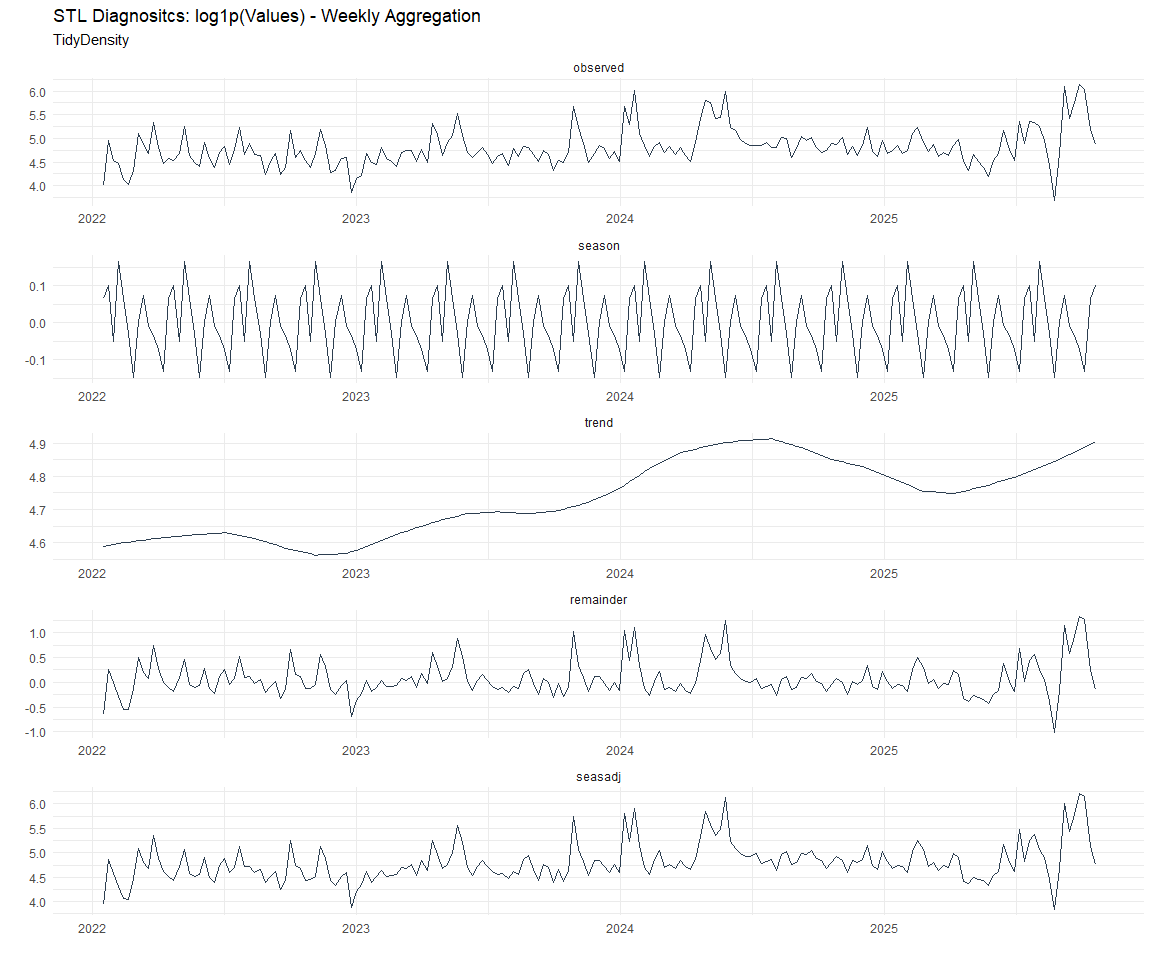 STL Diagnositcs: log1p(Values) - Weekly Aggregation
TidyDensity
observed
6.0
5.5
5.0
4.5
4.0
2022 2023 2024 2025
season
0.1
0.0
-0.1
2022 2023 2024 2025
trend
4.9
4.8
4.7
4.6
2022 2023 2024 2025
remainder
1.0
0.5
0.0
-0.5
-1.0
2022 2023 2024 2025
seasadj
6.0
5.5
5.0
4.5
4.0
2022 2023 2024 2025